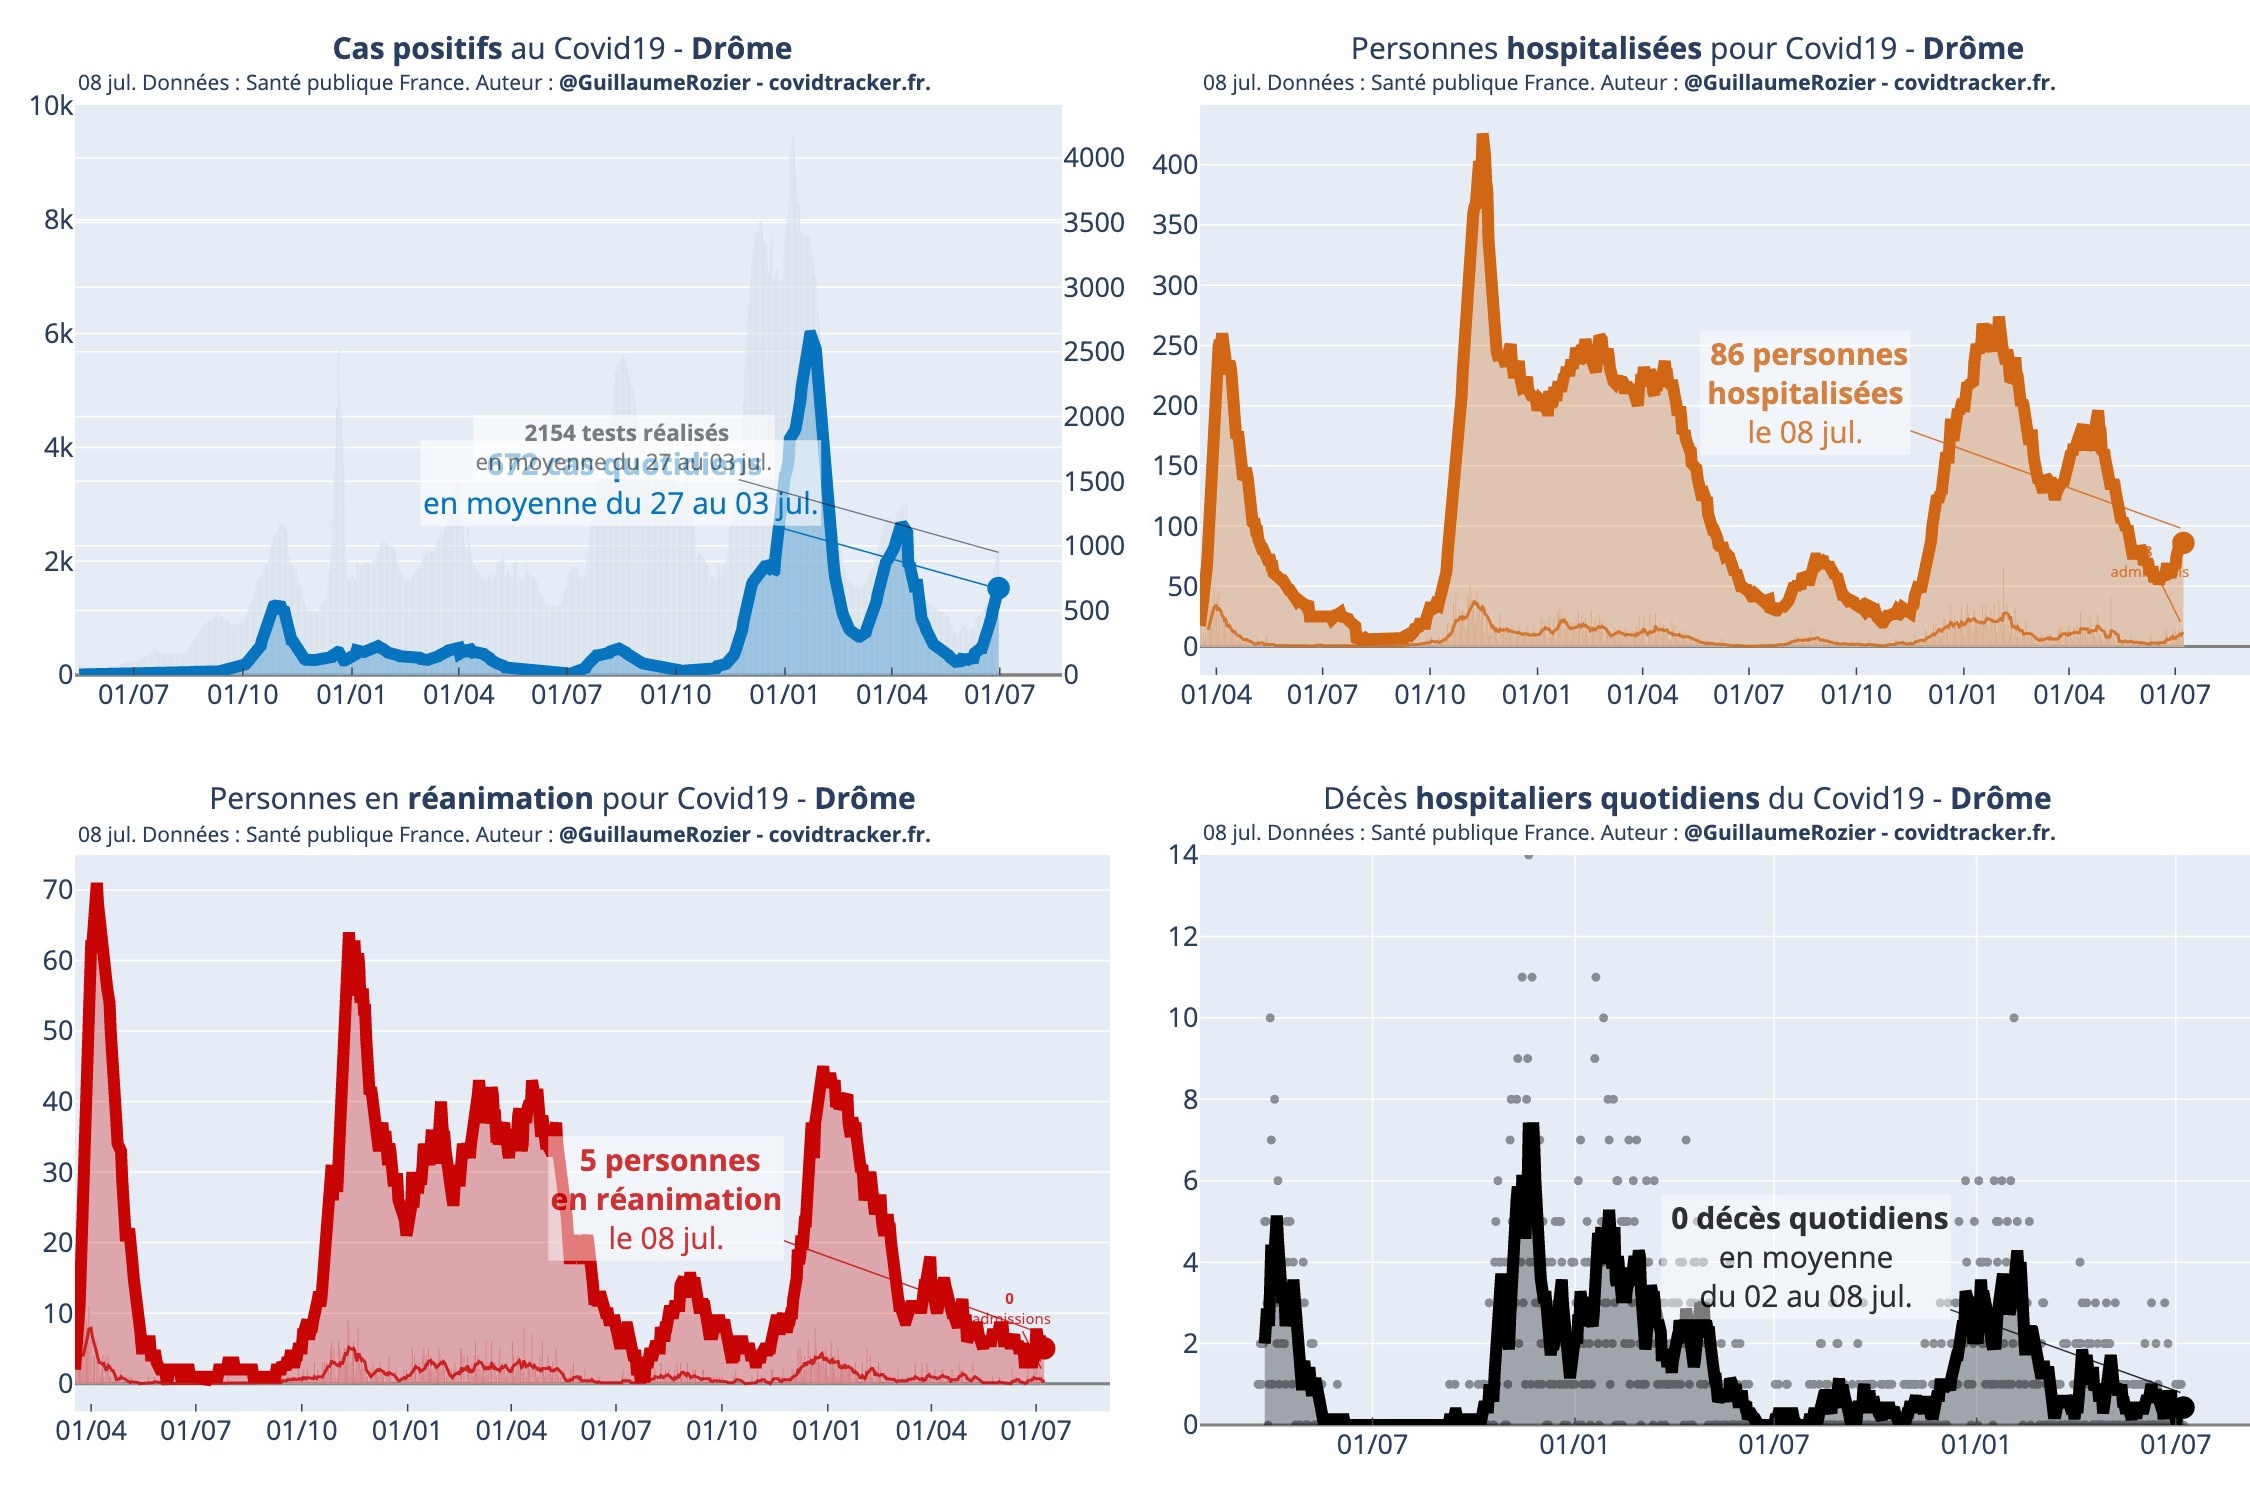 Cas positifs au Covid19 - Drôme
08 jul. Données : Santé publique France. Auteur : @GuillaumeRozier - covidtracker.fr.
10k
8k
6k
4k
2k
0
4000
3500
3000
2500
2000
1500
1000
500
0
2154 tests réalisés
en moyenne du 27 au 03 jul.
672 cas quotidiens
en moyenne du 27 au 03 jul.
01/07 01/10 01/01 01/04 01/07 01/10 01/01 01/04 01/07
Personnes hospitalisées pour Covid19 - Drôme
08 jul. Données : Santé publique France. Auteur : @GuillaumeRozier - covidtracker.fr.
400
350
300
250
200
150
100
50
0
86 personnes
hospitalisées
le 08 jul.
admissions
01/04 01/07 01/10 01/01 01/04 01/07 01/10 01/01 01/04 01/07
Personnes en réanimation pour Covid19 - Drôme
08 jul. Données : Santé publique France. Auteur : @GuillaumeRozier - covidtracker.fr.
70
60
50
40
30
20
10
0
5 personnes
en réanimation
le 08 jul.
0
admissions
01/04 01/07 01/10 01/01 01/04 01/07 01/10 01/01 01/04 01/07
Décès hospitaliers quotidiens du Covid19 - Drôme
08 jul. Données : Santé publique France. Auteur : @GuillaumeRozier - covidtracker.fr.
14
12
10
8
6
4
2
0
0 décès quotidiens
en moyenne
du 02 au 08 jul.
01/07 01/01 01/07 01/01 01/07